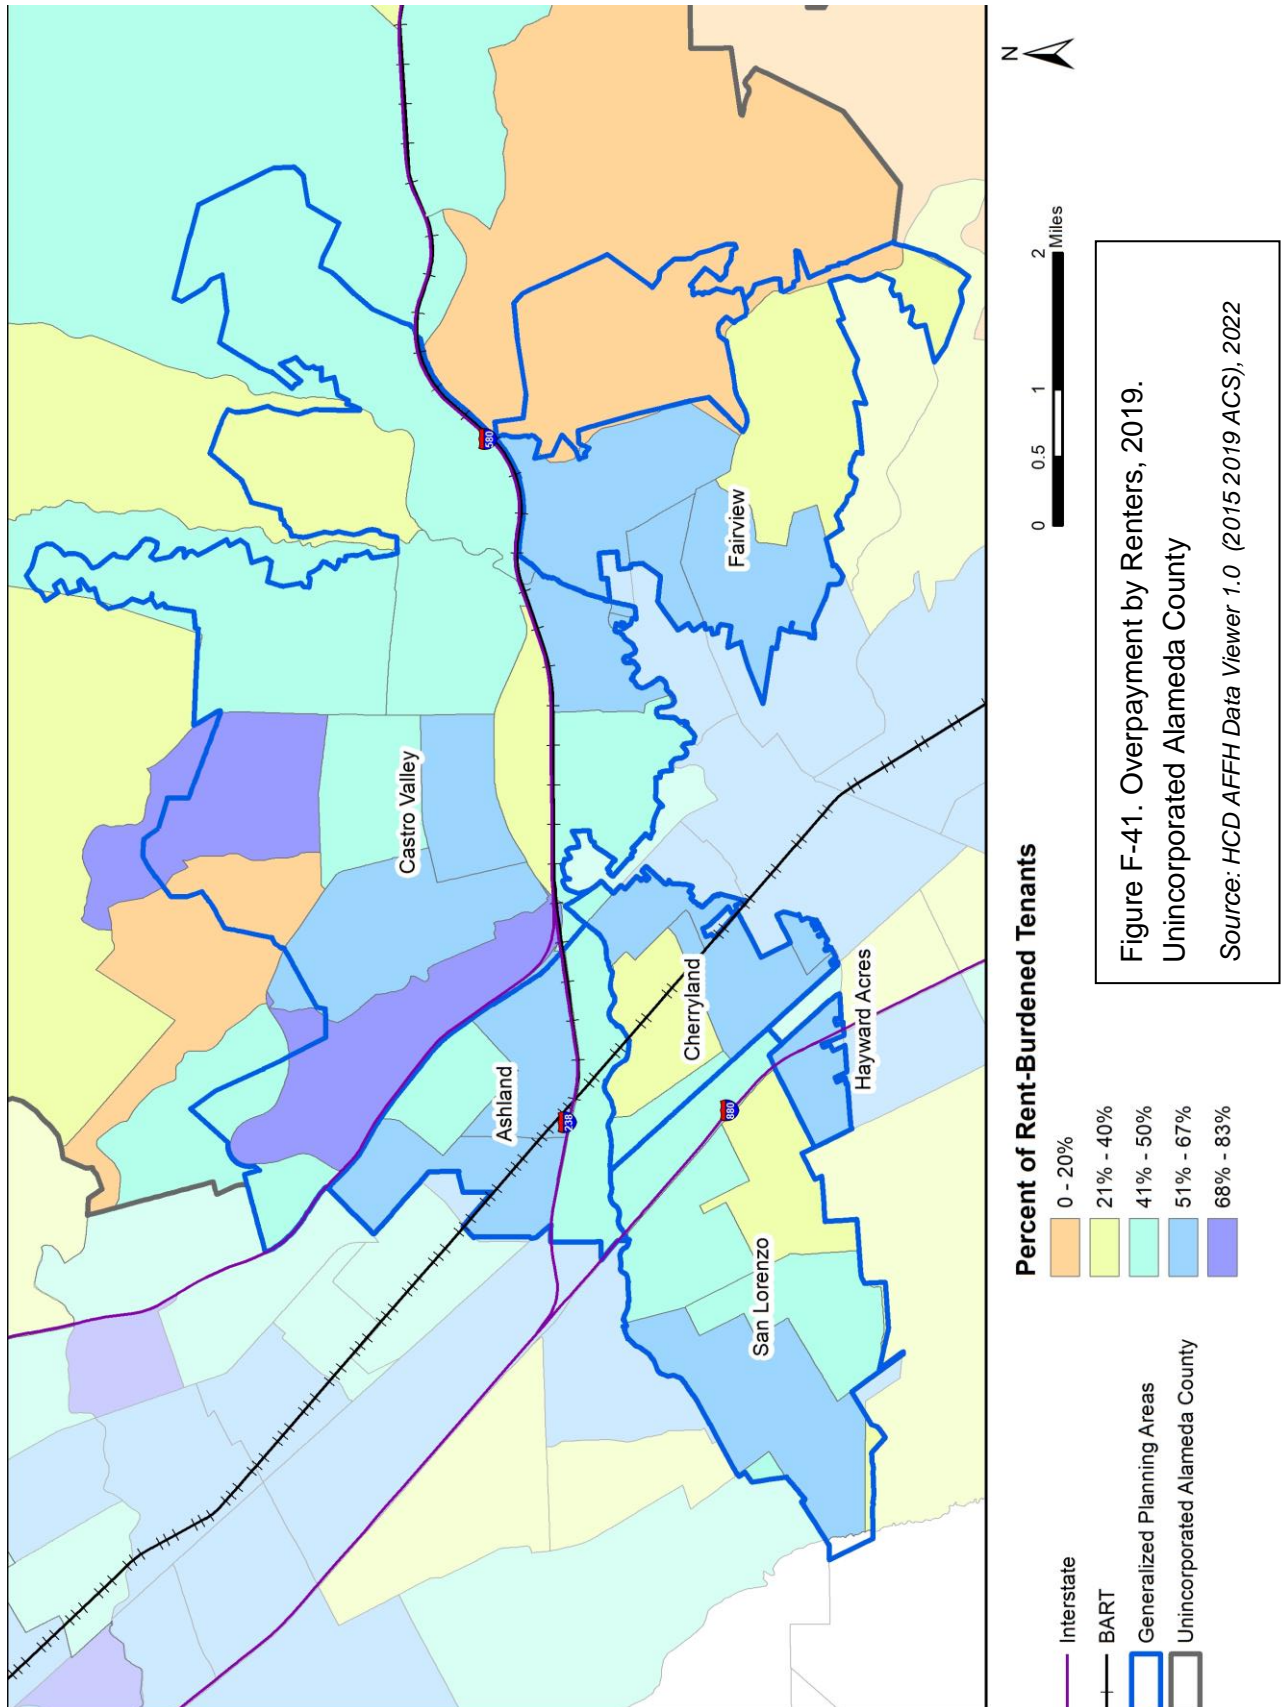 Castro Valley
Ashland
Fairview
Cherryland
Hayward Acres
San Lorenzo
580
238
880
N
0 0.5 1 2
Miles
Percent of Rent-Burdened Tenants
0 - 20%
21% - 40%
41% - 50%
51% - 67%
68% - 83%
Interstate
BART
Generalized Planning Areas
Unincorporated Alameda County
Figure F-41. Overpayment by Renters, 2019.
Unincorporated Alameda County
Source: HCD AFFH Data Viewer 1.0 (2015 2019 ACS), 2022